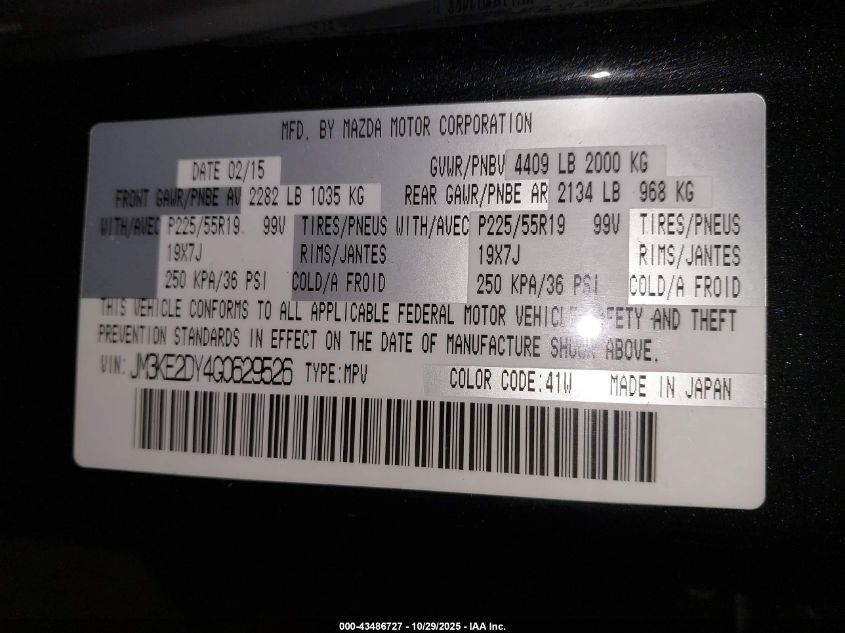 MFD. BY MAZDA MOTOR CORPORATION
DATE 02/15 GVWR/PNBV 4409 LB 2000 KG
FRONT GAWR/PNBE AV 2282 LB 1035 KG REAR GAWR/PNBE AR 2134 LB 968 KG
WITH/AVEC P225/55R19 99V TIRES/PNEUS WITH/AVEC P225/55R19 99V TIRES/PNEUS
19X7J RIMS/JANTES 19X7J RIMS/JANTES
250 KPA/36 PSI COLD/A FROID 250 KPA/36 PSI COLD/A FROID
THIS VEHICLE CONFORMS TO ALL APPLICABLE FEDERAL MOTOR VEHICLE SAFETY AND THEFT
PREVENTION STANDARDS IN EFFECT ON THE DATE OF MANUFACTURE SHOWN ABOVE.
VIN: JM3KE2DY4G0629526 TYPE:MPV COLOR CODE:41W MADE IN JAPAN
000-43486727 - 10/29/2025 - IAA Inc.